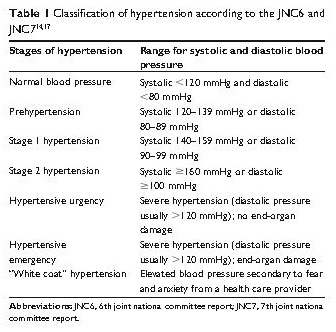 Table 1 Classification of hypertension according to the JNC6 and
JNC7¹⁴,¹⁷
Stages of hypertension Range for systolic and diastolic blood
pressure
Normal blood pressure Systolic <120 mmHg and diastolic
<80 mmHg
Prehypertension Systolic 120–139 mmHg or diastolic
80–89 mmHg
Stage 1 hypertension Systolic 140–159 mmHg or diastolic
90–99 mmHg
Stage 2 hypertension Systolic ≥160 mmHg or diastolic
≥100 mmHg
Hypertensive urgency Severe hypertension (diastolic pressure
usually >120 mmHg); no end-organ
damage
Hypertensive Severe hypertension (diastolic pressure
emergency usually >120 mmHg); end-organ damage
"White coat" hypertension Elevated blood pressure secondary to fear
and anxiety from a health care provider
Abbreviations: JNC6, 6th joint national committee report; JNC7, 7th joint national
committee report.